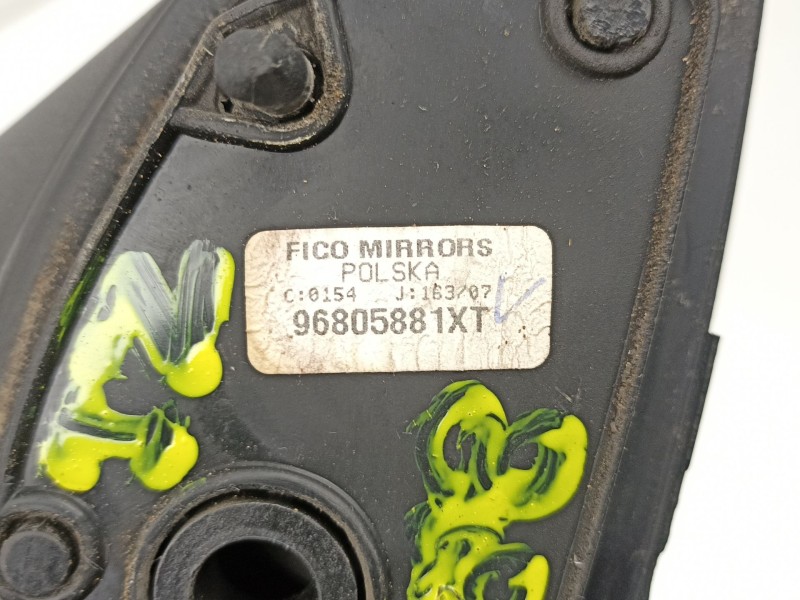 FICO MIRRORS
POLSKA
C:0154 J:163/07
96805881XT